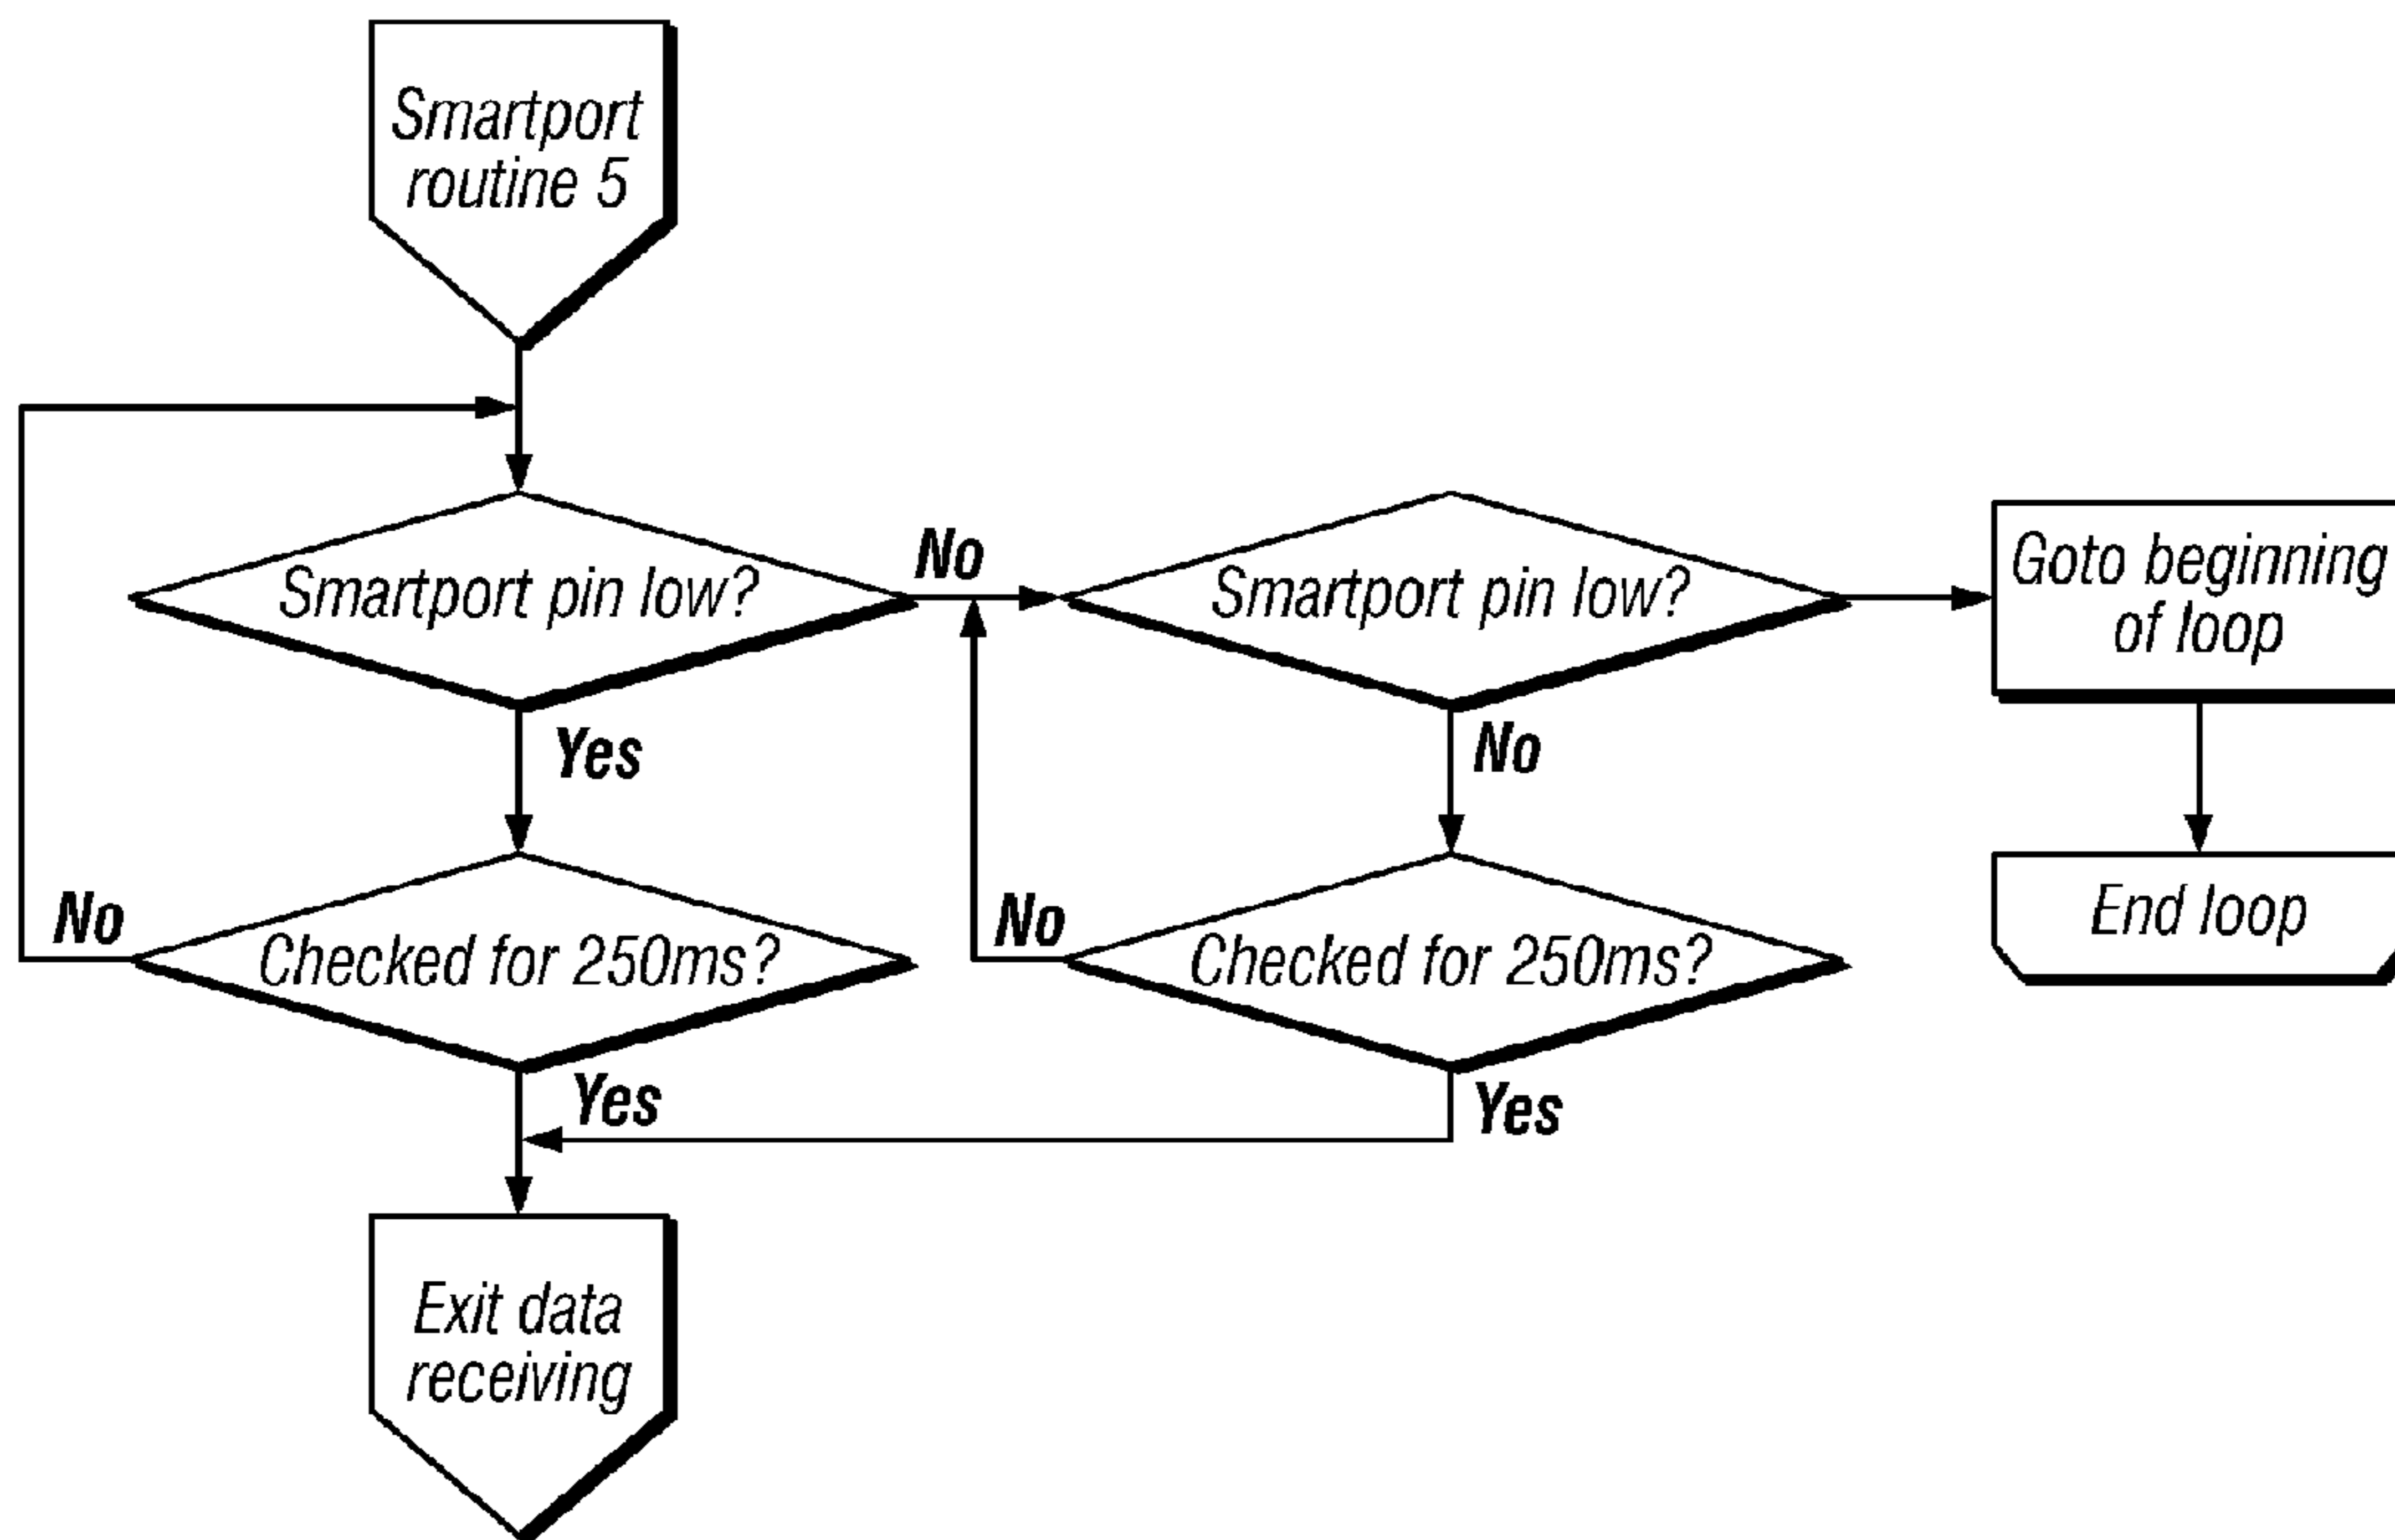 Smartport
routine 5
Smartport pin low?
No
Smartport pin low?
Goto beginning
of loop
Yes
No
No
Checked for 250ms?
No
Checked for 250ms?
End loop
Yes
Yes
Exit data
receiving